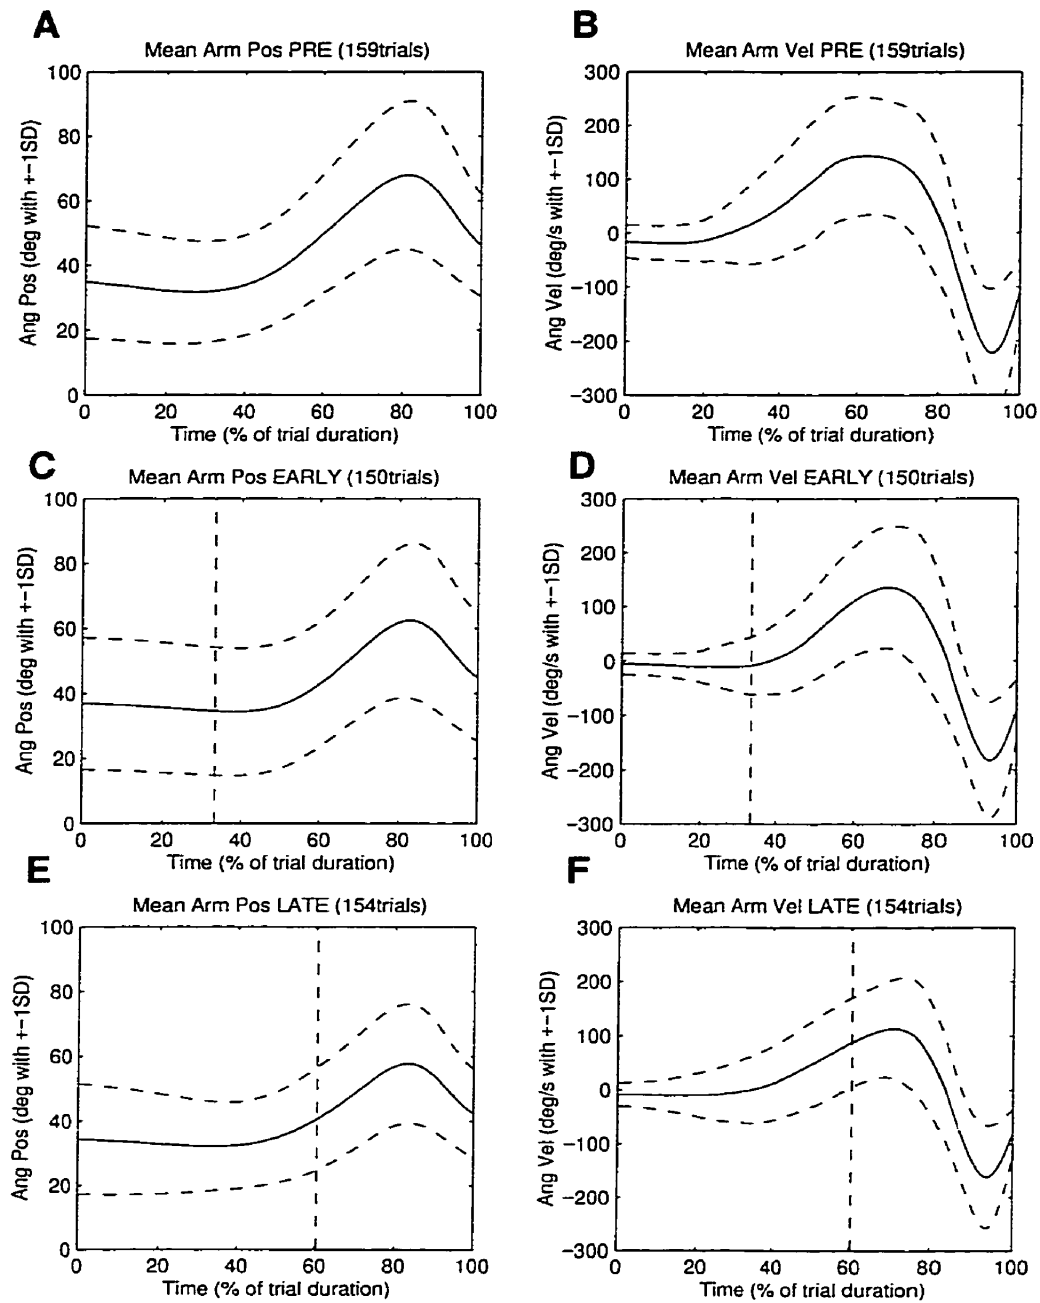 A
Mean Arm Pos PRE (159trials)
Ang Pos (deg with +−1SD)
100
80
60
40
20
0
0 20 40 60 80 100
Time (% of trial duration)
B
Mean Arm Vel PRE (159trials)
Ang Vel (deg/s with +−1SD)
300
200
100
0
−100
−200
−300
0 20 40 60 80 100
Time (% of trial duration)
C
Mean Arm Pos EARLY (150trials)
Ang Pos (deg with +−1SD)
100
80
60
40
20
0
0 20 40 60 80 100
Time (% of trial duration)
D
Mean Arm Vel EARLY (150trials)
Ang Vel (deg/s with +−1SD)
300
200
100
0
−100
−200
−300
0 20 40 60 80 100
Time (% of trial duration)
E
Mean Arm Pos LATE (154trials)
Ang Pos (deg with +−1SD)
100
80
60
40
20
0
0 20 40 60 80 100
Time (% of trial duration)
F
Mean Arm Vel LATE (154trials)
Ang Vel (deg/s with +−1SD)
300
200
100
0
−100
−200
−300
0 20 40 60 80 100
Time (% of trial duration)